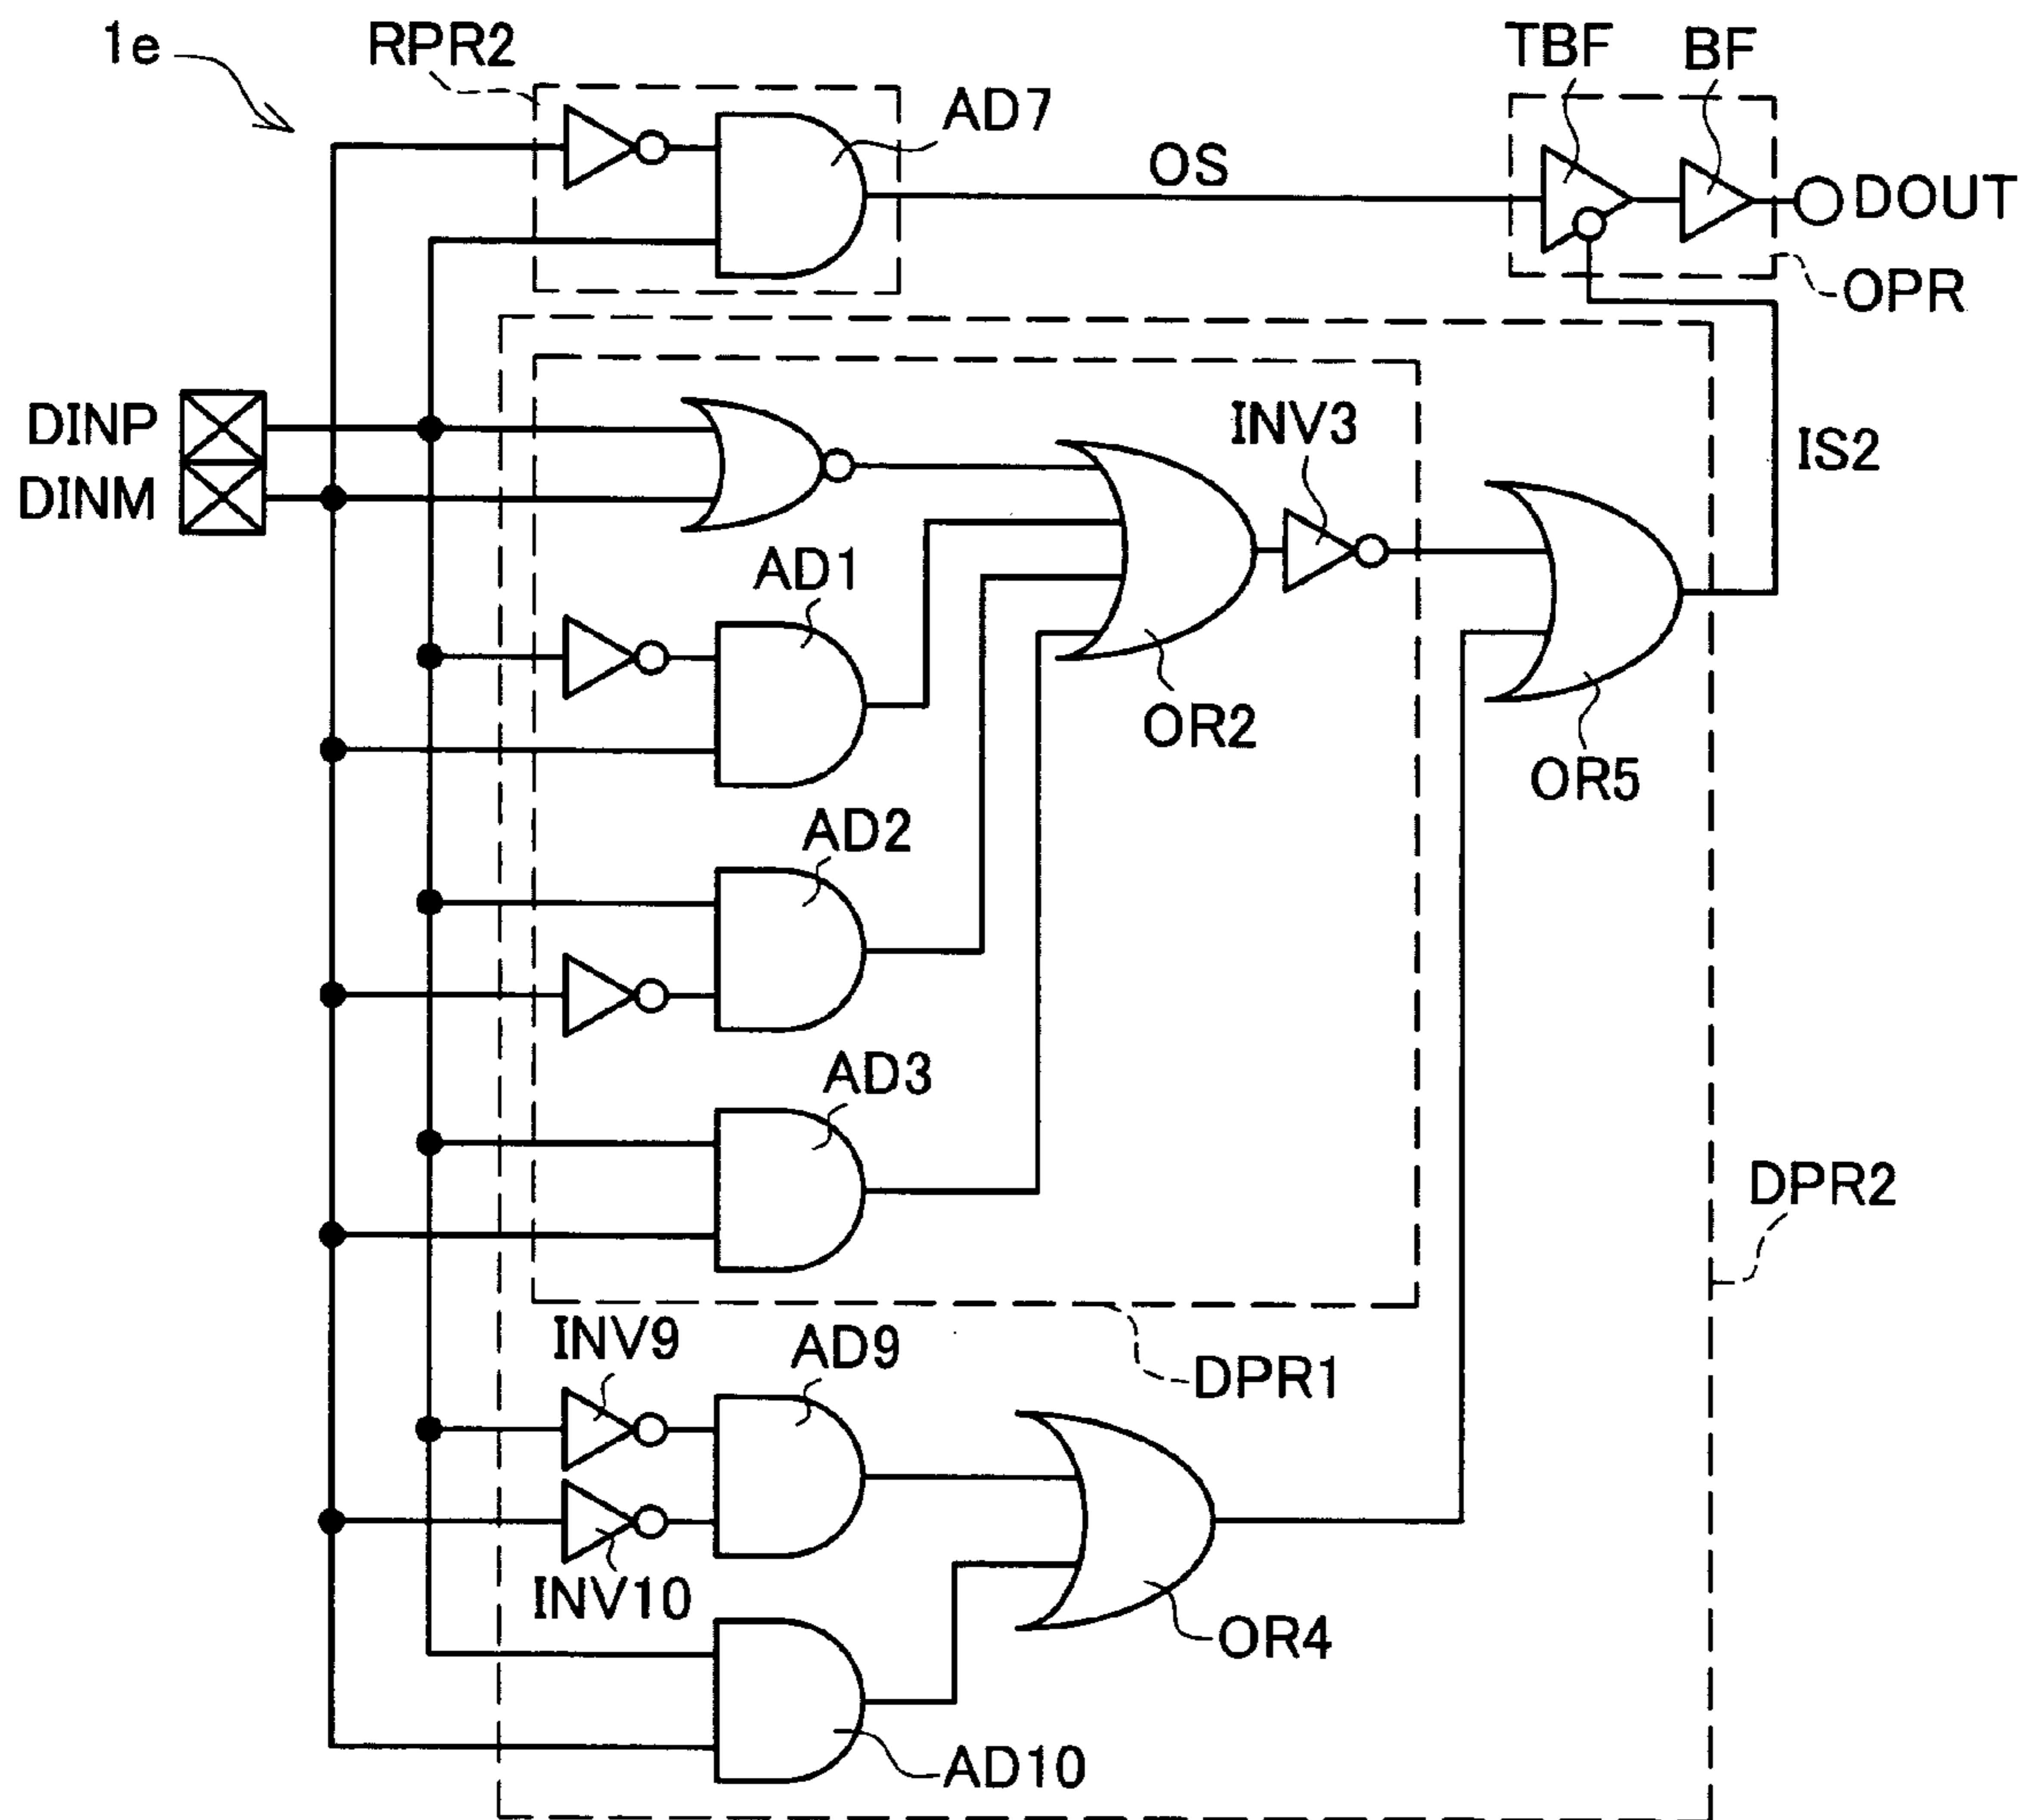 1e
RPR2
AD7
OS
TBF
BF
DOUT
OPR
DINP
DINM
INV3
IS2
AD1
OR2
OR5
AD2
AD3
DPR2
INV9
AD9
DPR1
INV10
OR4
AD10